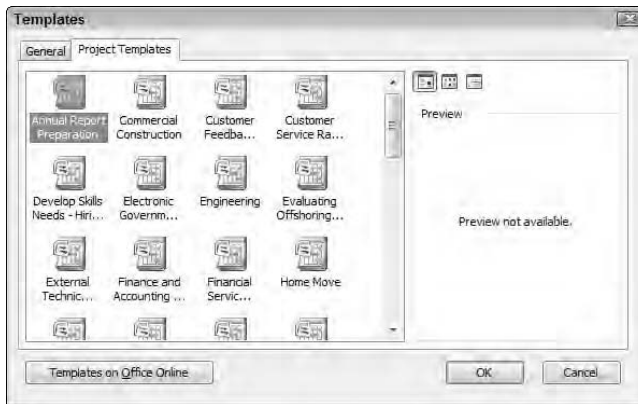 Templates
General Project Templates
Annual Report Preparation
Commercial Construction
Customer Feedba...
Customer Service Ra...
Preview
Develop Skills Needs - Hiri...
Electronic Governm...
Engineering
Evaluating Offshoring...
Preview not available.
External Technic...
Finance and Accounting ...
Financial Servic...
Home Move
Templates on Office Online
OK
Cancel